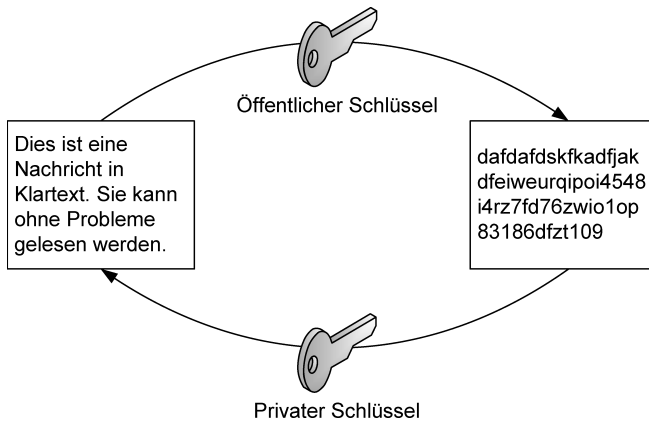 Öffentlicher Schlüssel
Dies ist eine
Nachricht in
Klartext. Sie kann
ohne Probleme
gelesen werden.
dafdafdskfkadfjak
dfeiweurqipoi4548
i4rz7fd76zwio1op
83186dfzt109
Privater Schlüssel